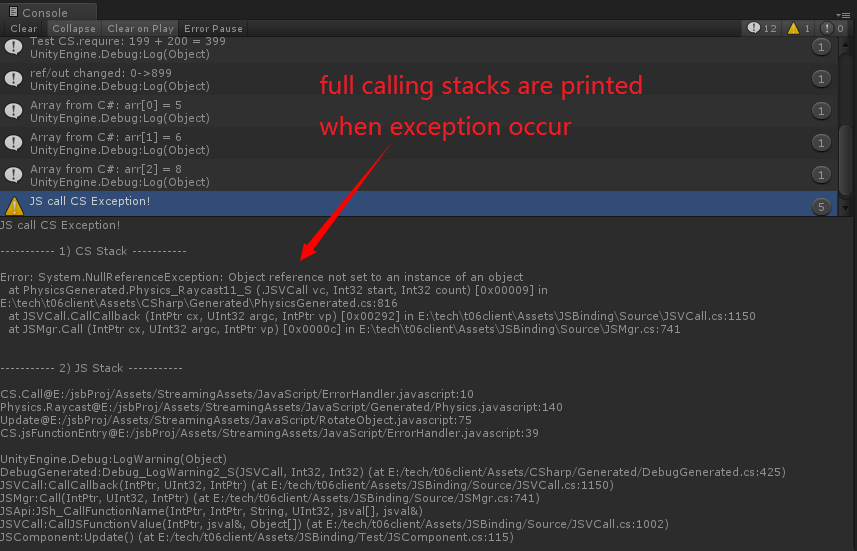 Console
Clear Collapse Clear on Play Error Pause 12 1 0
Test CS.require: 199 + 200 = 399
UnityEngine.Debug:Log(Object) 1
ref/out changed: 0->899
UnityEngine.Debug:Log(Object) 1
Array from C#: arr[0] = 5
UnityEngine.Debug:Log(Object) 1
Array from C#: arr[1] = 6
UnityEngine.Debug:Log(Object) 1
Array from C#: arr[2] = 8
UnityEngine.Debug:Log(Object) 1
full calling stacks are printed
when exception occur
JS call CS Exception! 5
JS call CS Exception!
----------- 1) CS Stack -----------
Error: System.NullReferenceException: Object reference not set to an instance of an object
at PhysicsGenerated.Physics_Raycast11_S (.JSVCall vc, Int32 start, Int32 count) [0x00009] in
E:\tech\t06client\Assets\CSharp\Generated\PhysicsGenerated.cs:816
at JSVCall.CallCallback (IntPtr cx, UInt32 argc, IntPtr vp) [0x00292] in E:\tech\t06client\Assets\JSBinding\Source\JSVCall.cs:1150
at JSMgr.Call (IntPtr cx, UInt32 argc, IntPtr vp) [0x0000c] in E:\tech\t06client\Assets\JSBinding\Source\JSMgr.cs:741
----------- 2) JS Stack -----------
CS.Call@E:/jsbProj/Assets/StreamingAssets/JavaScript/ErrorHandler.javascript:10
Physics.Raycast@E:/jsbProj/Assets/StreamingAssets/JavaScript/Generated/Physics.javascript:140
Update@E:/jsbProj/Assets/StreamingAssets/JavaScript/RotateObject.javascript:75
CS.jsFunctionEntry@E:/jsbProj/Assets/StreamingAssets/JavaScript/ErrorHandler.javascript:39
UnityEngine.Debug:LogWarning(Object)
DebugGenerated:Debug_LogWarning2_S(JSVCall, Int32, Int32) (at E:/tech/t06client/Assets/CSharp/Generated/DebugGenerated.cs:425)
JSVCall:CallCallback(IntPtr, UInt32, IntPtr) (at E:/tech/t06client/Assets/JSBinding/Source/JSVCall.cs:1150)
JSMgr:Call(IntPtr, UInt32, IntPtr) (at E:/tech/t06client/Assets/JSBinding/Source/JSMgr.cs:741)
JSApi:JSh_CallFunctionName(IntPtr, IntPtr, String, UInt32, jsval[], jsval&)
JSVCall:CallJSFunctionValue(IntPtr, jsval&, Object[]) (at E:/tech/t06client/Assets/JSBinding/Source/JSVCall.cs:1002)
JSComponent:Update() (at E:/tech/t06client/Assets/JSBinding/Test/JSComponent.cs:115)